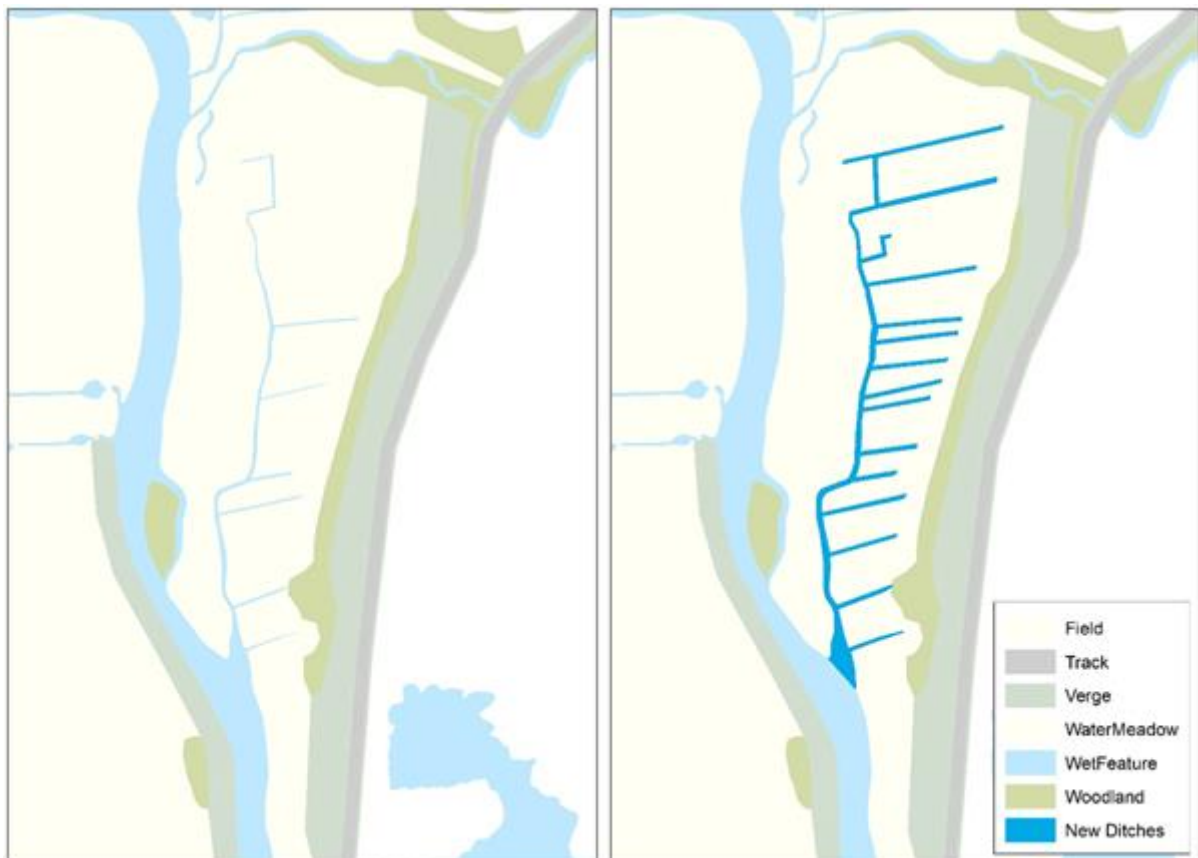 Field
Track
Verge
WaterMeadow
WetFeature
Woodland
New Ditches